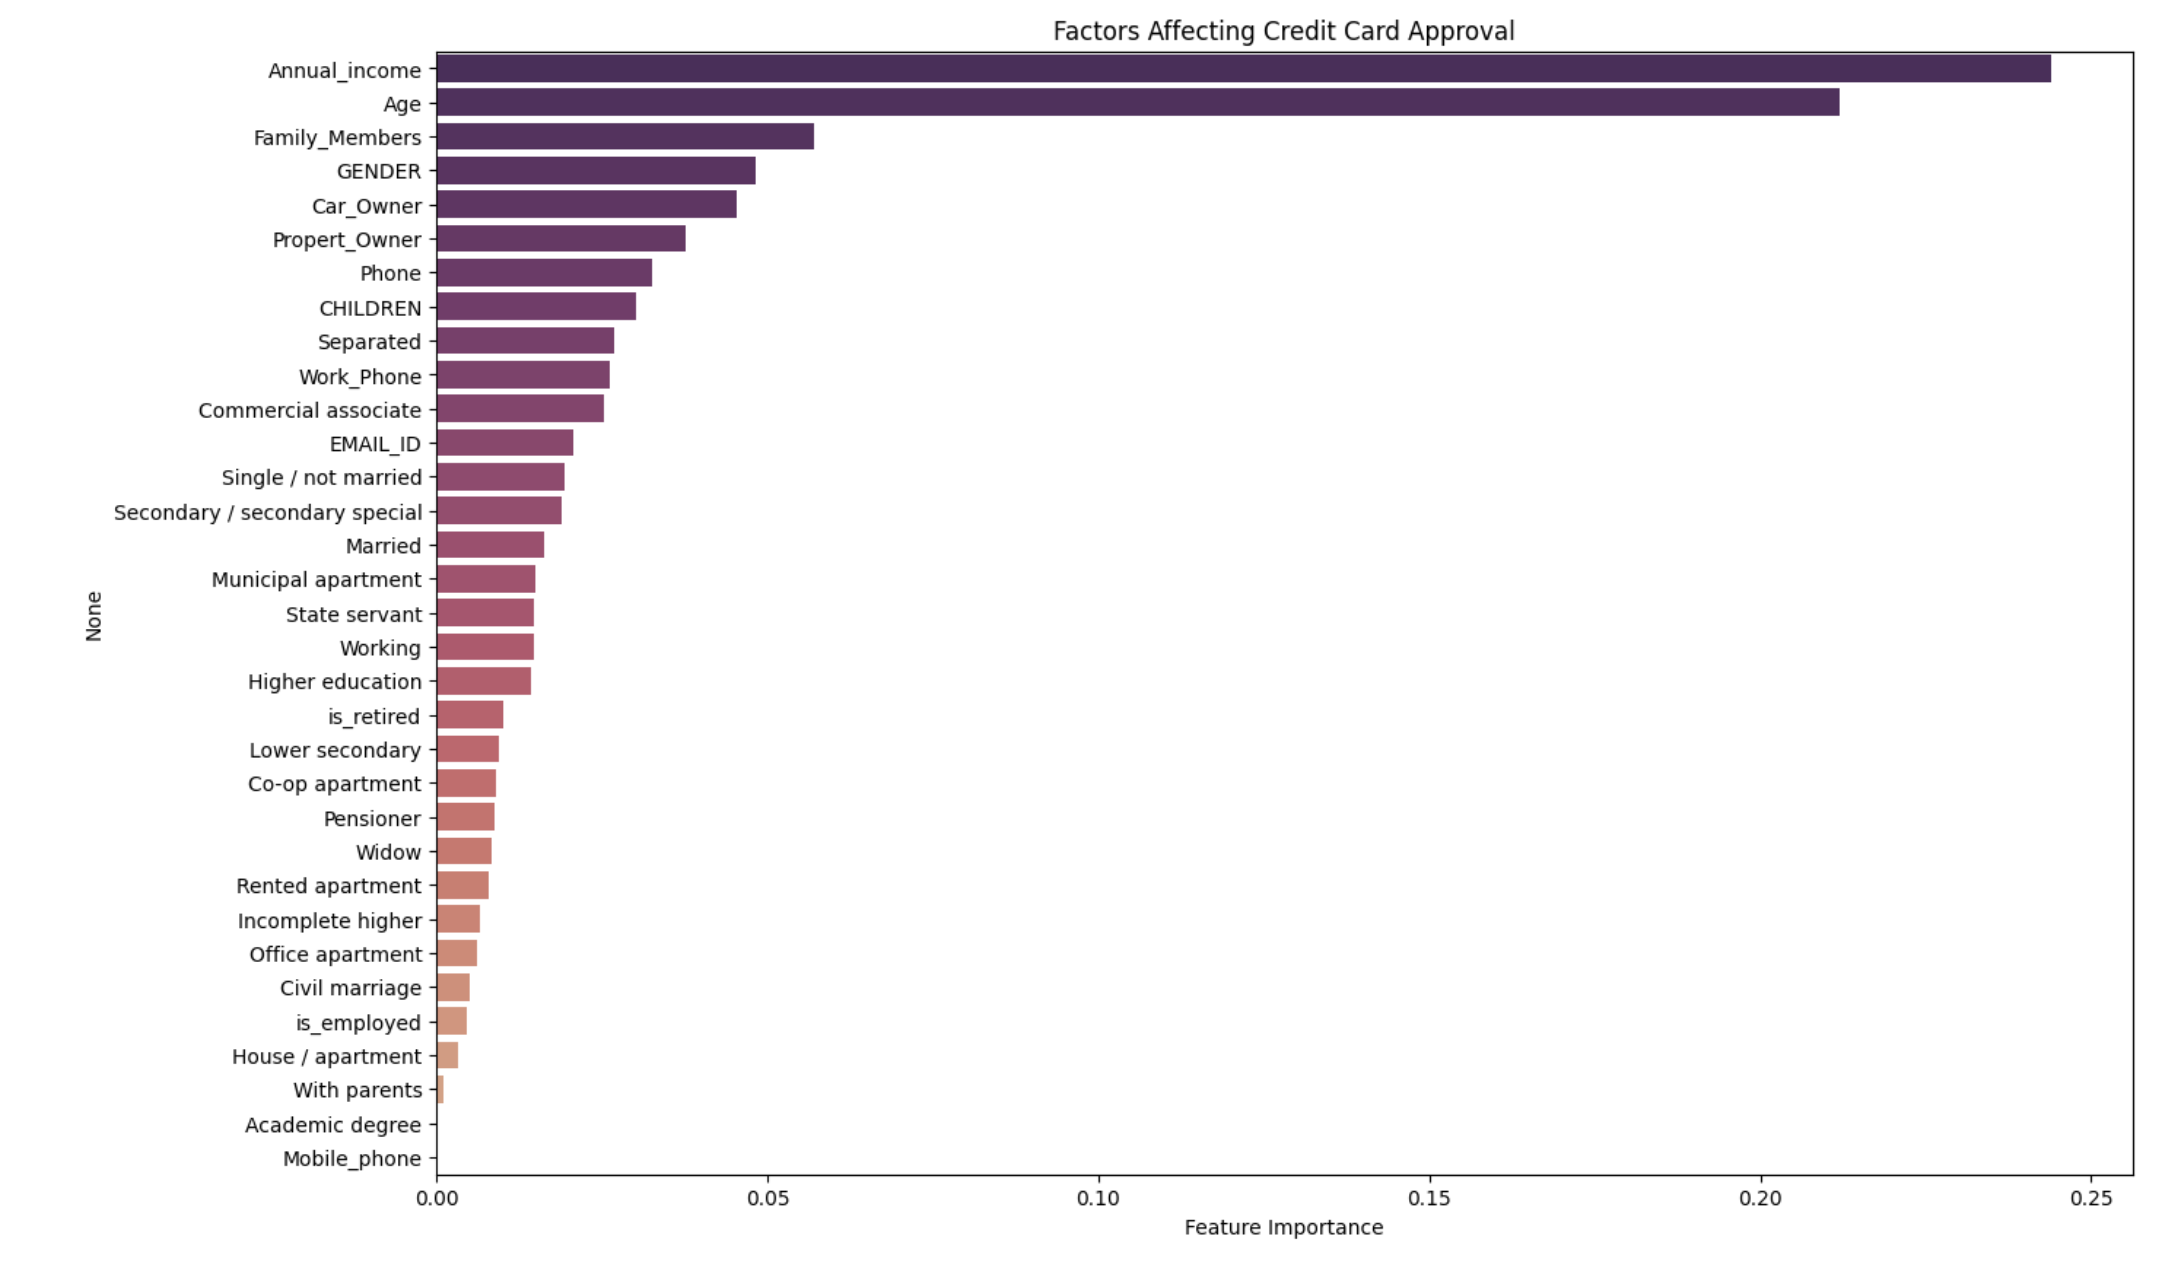 Factors Affecting Credit Card Approval
Annual_income
Age
Family_Members
GENDER
Car_Owner
Propert_Owner
Phone
CHILDREN
Separated
Work_Phone
Commercial associate
EMAIL_ID
Single / not married
Secondary / secondary special
Married
Municipal apartment
State servant
Working
Higher education
is_retired
Lower secondary
Co-op apartment
Pensioner
Widow
Rented apartment
Incomplete higher
Office apartment
Civil marriage
is_employed
House / apartment
With parents
Academic degree
Mobile_phone
None
0.00 0.05 0.10 0.15 0.20 0.25
Feature Importance